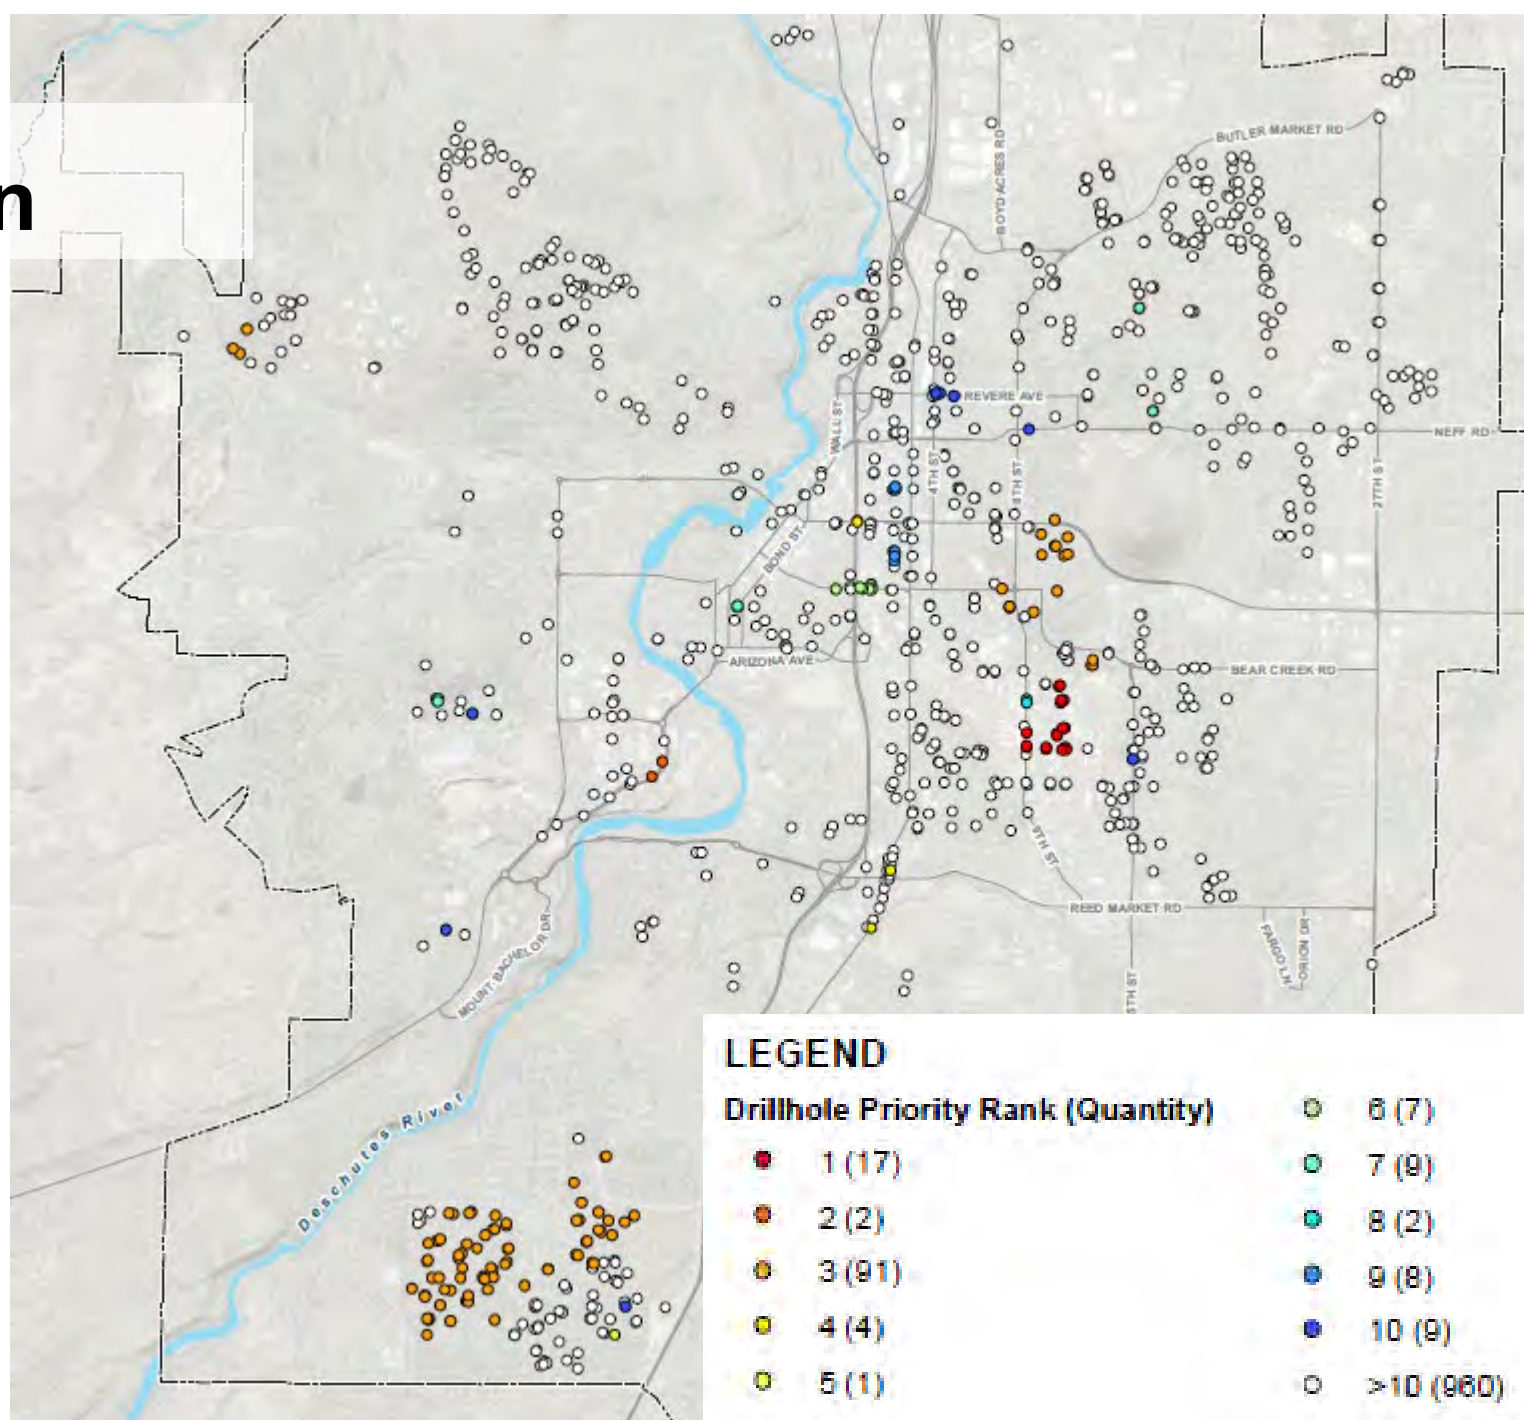 n
BUTLER MARKET RD
BOYD ACRES RD
REVERE AVE
WALL ST
NEFF RD
4TH ST
8TH ST
27TH ST
BOND ST
ARIZONA AVE
BEAR CREEK RD
9TH ST
REED MARKET RD
MOUNT BACHELOR DR
FARGO LN
ORION DR
5TH ST
Deschutes River
LEGEND
Drillhole Priority Rank (Quantity)
1 (17)
2 (2)
3 (91)
4 (4)
5 (1)
6 (7)
7 (9)
8 (2)
9 (8)
10 (9)
>10 (960)